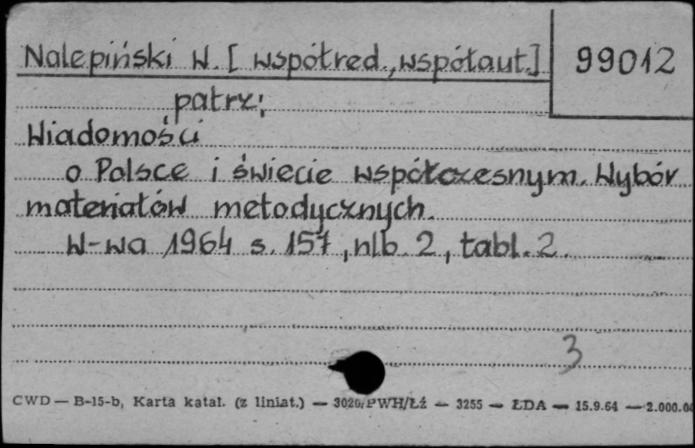 Nalepiński W. [współred., współaut.] 99012
patrz:
Wiadomości
o Polsce i świecie współczesnym. Wybór
materiałów metodycznych.
W-wa 1964 s. 157, nlb. 2, tabl. 2.
3
CWD — B-15-b, Karta katal. (z liniat.) — 3020/PWH/Łź — 3255 — ŁDA — 15.9.64 — 2.000.00